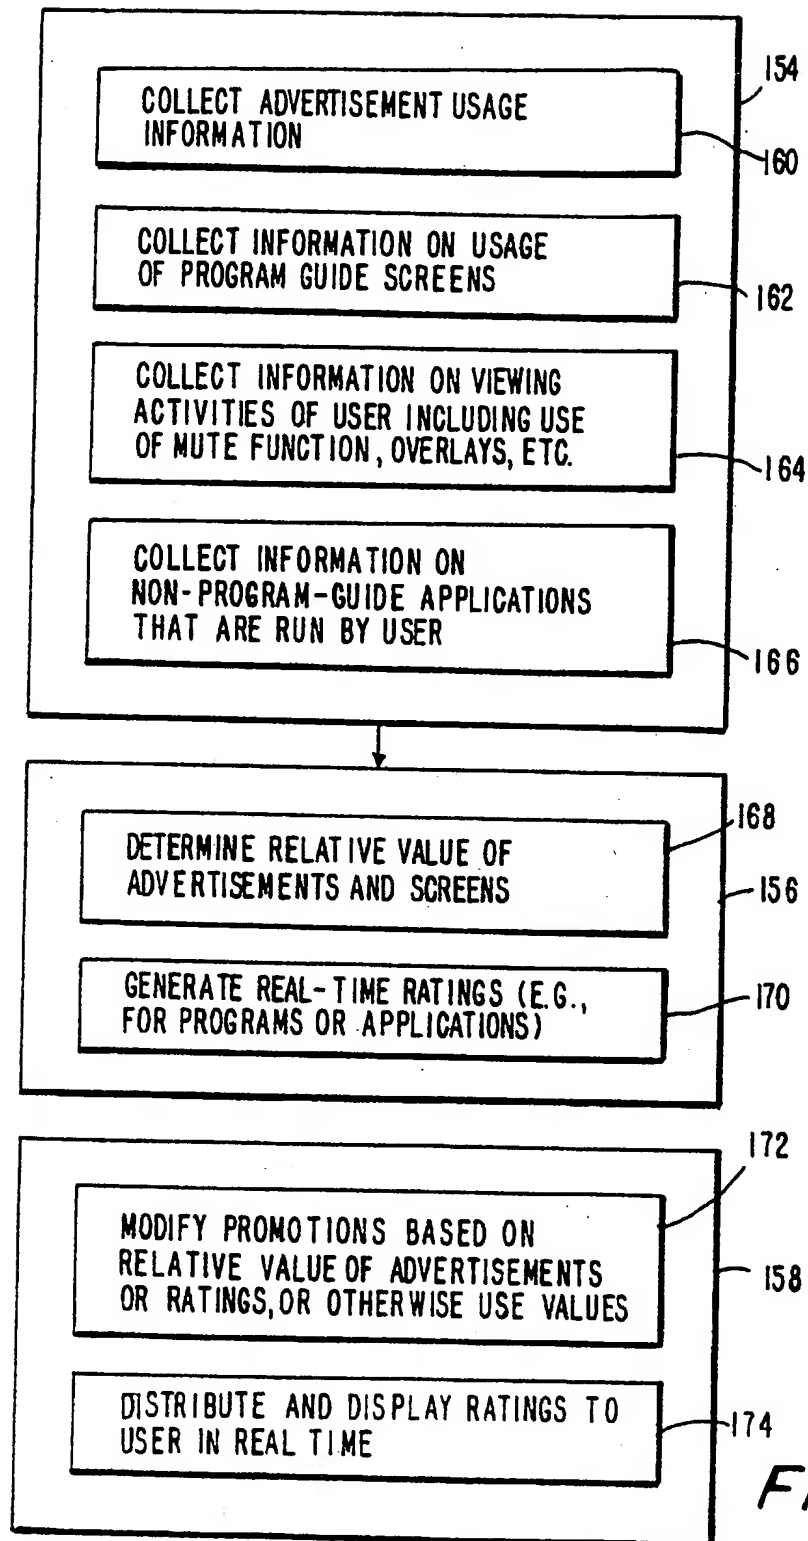 154
COLLECT ADVERTISEMENT USAGE
INFORMATION
160
COLLECT INFORMATION ON USAGE
OF PROGRAM GUIDE SCREENS
162
COLLECT INFORMATION ON VIEWING
ACTIVITIES OF USER INCLUDING USE
OF MUTE FUNCTION, OVERLAYS, ETC.
164
COLLECT INFORMATION ON
NON-PROGRAM-GUIDE APPLICATIONS
THAT ARE RUN BY USER
166
168
DETERMINE RELATIVE VALUE OF
ADVERTISEMENTS AND SCREENS
156
GENERATE REAL-TIME RATINGS (E.G.,
FOR PROGRAMS OR APPLICATIONS)
170
172
MODIFY PROMOTIONS BASED ON
RELATIVE VALUE OF ADVERTISEMENTS
OR RATINGS, OR OTHERWISE USE VALUES
158
DISTRIBUTE AND DISPLAY RATINGS TO
USER IN REAL TIME
174